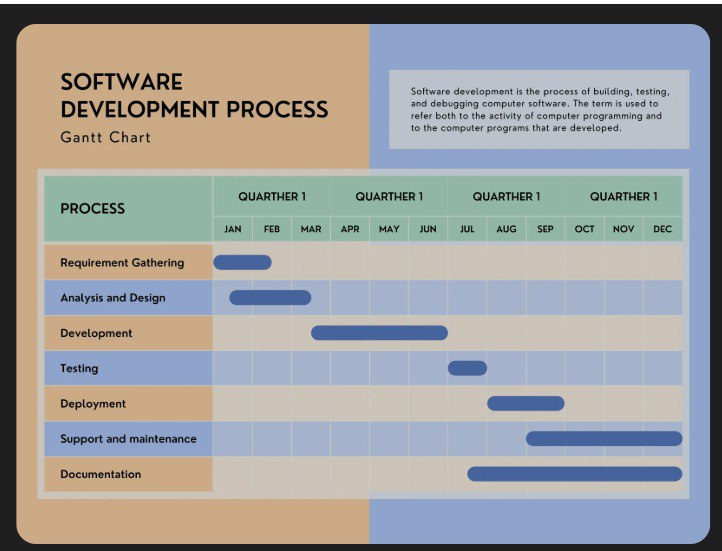 SOFTWARE
DEVELOPMENT PROCESS
Gantt Chart
Software development is the process of building, testing,
and debugging computer software. The term is used to
refer both to the activity of computer programming and
to the computer programs that are developed.
PROCESS
QUARTHER 1 QUARTHER 1 QUARTHER 1 QUARTHER 1
JAN FEB MAR APR MAY JUN JUL AUG SEP OCT NOV DEC
Requirement Gathering
Analysis and Design
Development
Testing
Deployment
Support and maintenance
Documentation